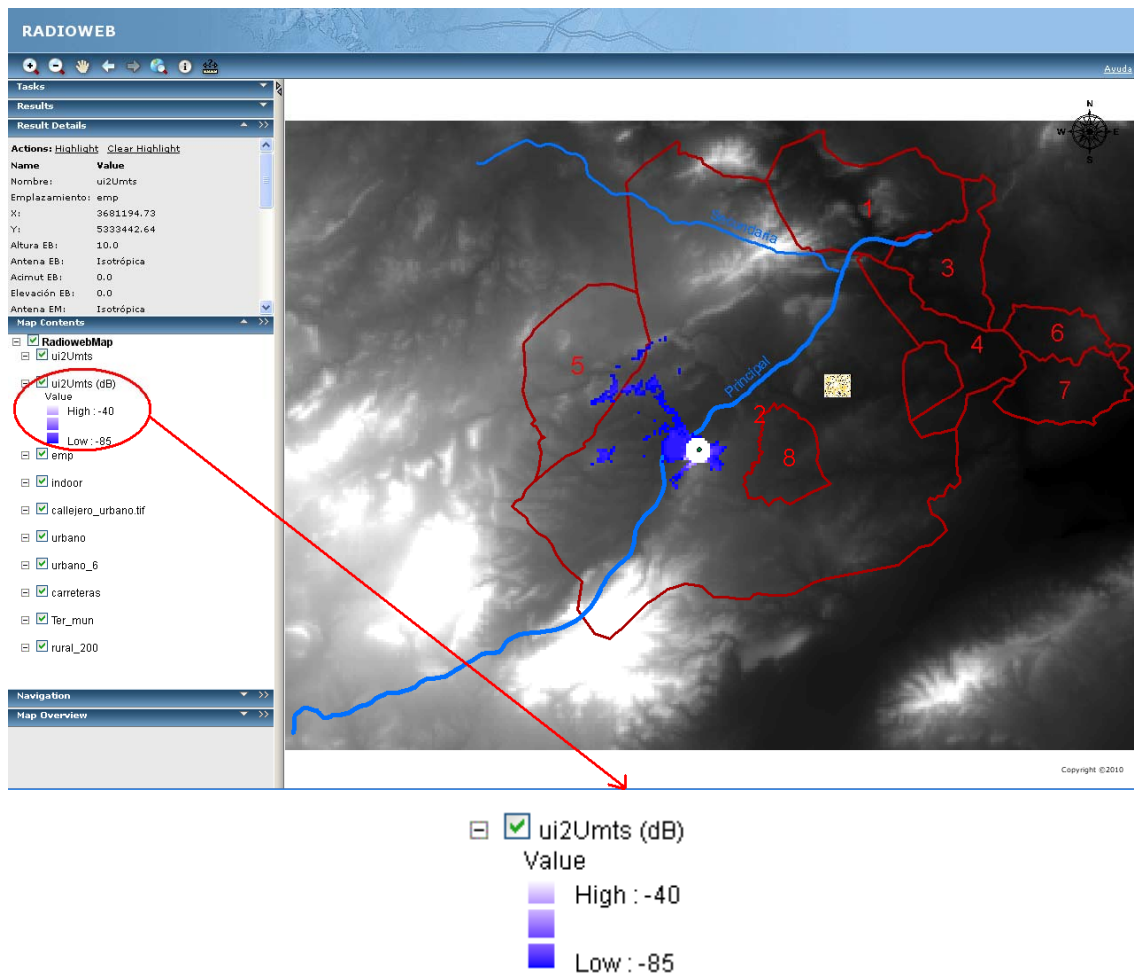 RADIOWEB
Ayuda
Tasks
Results
Result Details
Actions: Highlight Clear Highlight
Name Value
Nombre: ui2Umts
Emplazamiento: emp
X: 3681194.73
Y: 5333442.64
Altura EB: 10.0
Antena EB: Isotrópica
Acimut EB: 0.0
Elevación EB: 0.0
Antena EM: Isotrópica
Map Contents
RadiowebMap
ui2Umts
ui2Umts (dB)
Value
High : -40
Low : -85
emp
indoor
callejero_urbano.tif
urbano
urbano_6
carreteras
Ter_mun
rural_200
Navigation
Map Overview
N
W E
S
1
Secundaria
3
6
4
5
7
Principal
2
8
Copyright ©2010
ui2Umts (dB)
Value
High : -40
Low : -85